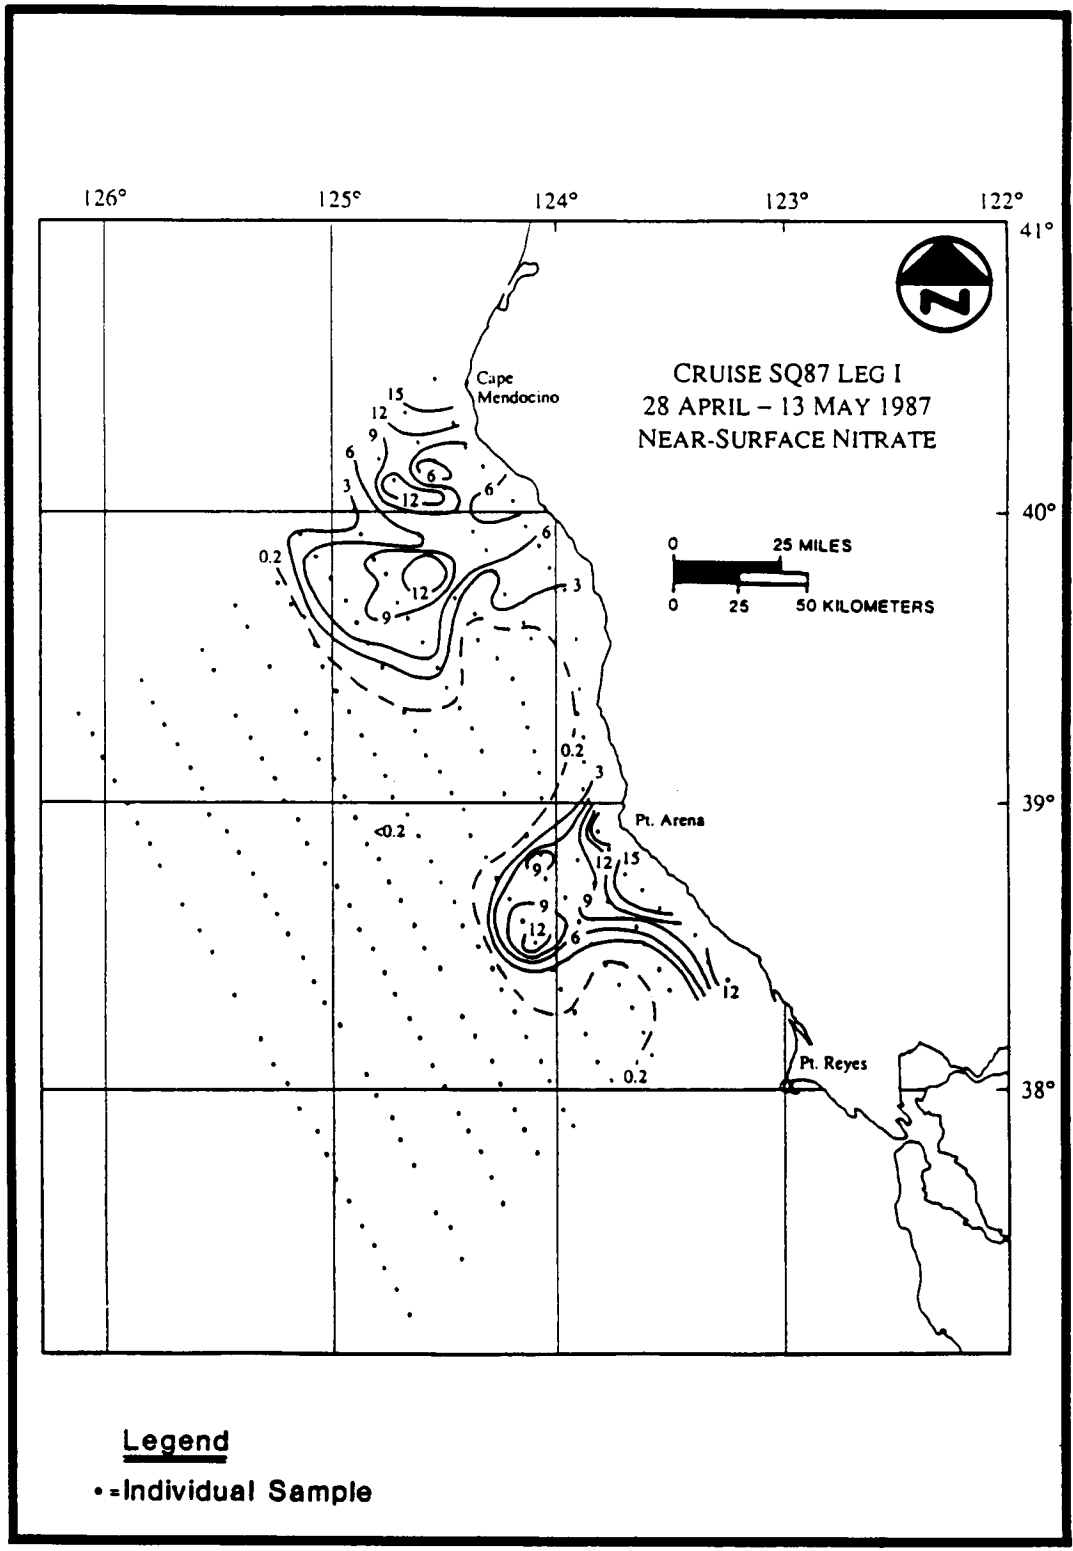 126° 125° 124° 123° 122°
41°
N
Cape
Mendocino
CRUISE SQ87 LEG I
28 APRIL – 13 MAY 1987
NEAR-SURFACE NITRATE
15
12
9
6
3
6
12
6
40°
0 25 MILES
0 25 50 KILOMETERS
6
0.2
3
12
9
0.2
3
39°
Pt. Arena
<0.2
12 15
9
9
9
12
6
12
Pt. Reyes
0.2
38°
Legend
• =Individual Sample